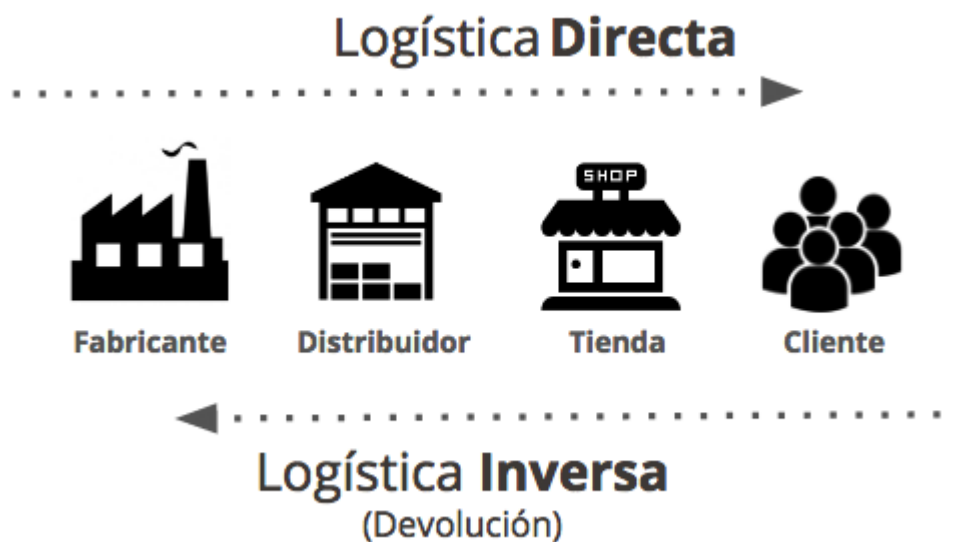 Logística Directa
SHOP
Fabricante Distribuidor Tienda Cliente
Logística Inversa
(Devolución)